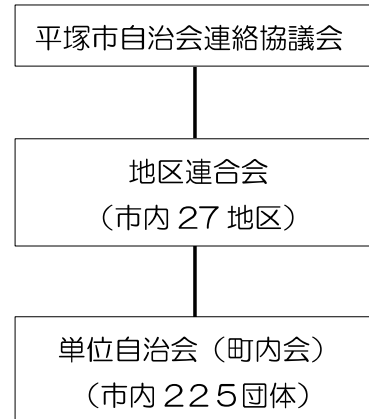 平塚市自治会連絡協議会
地区連合会
（市内 27 地区）
単位自治会（町内会）
（市内２２５団体）